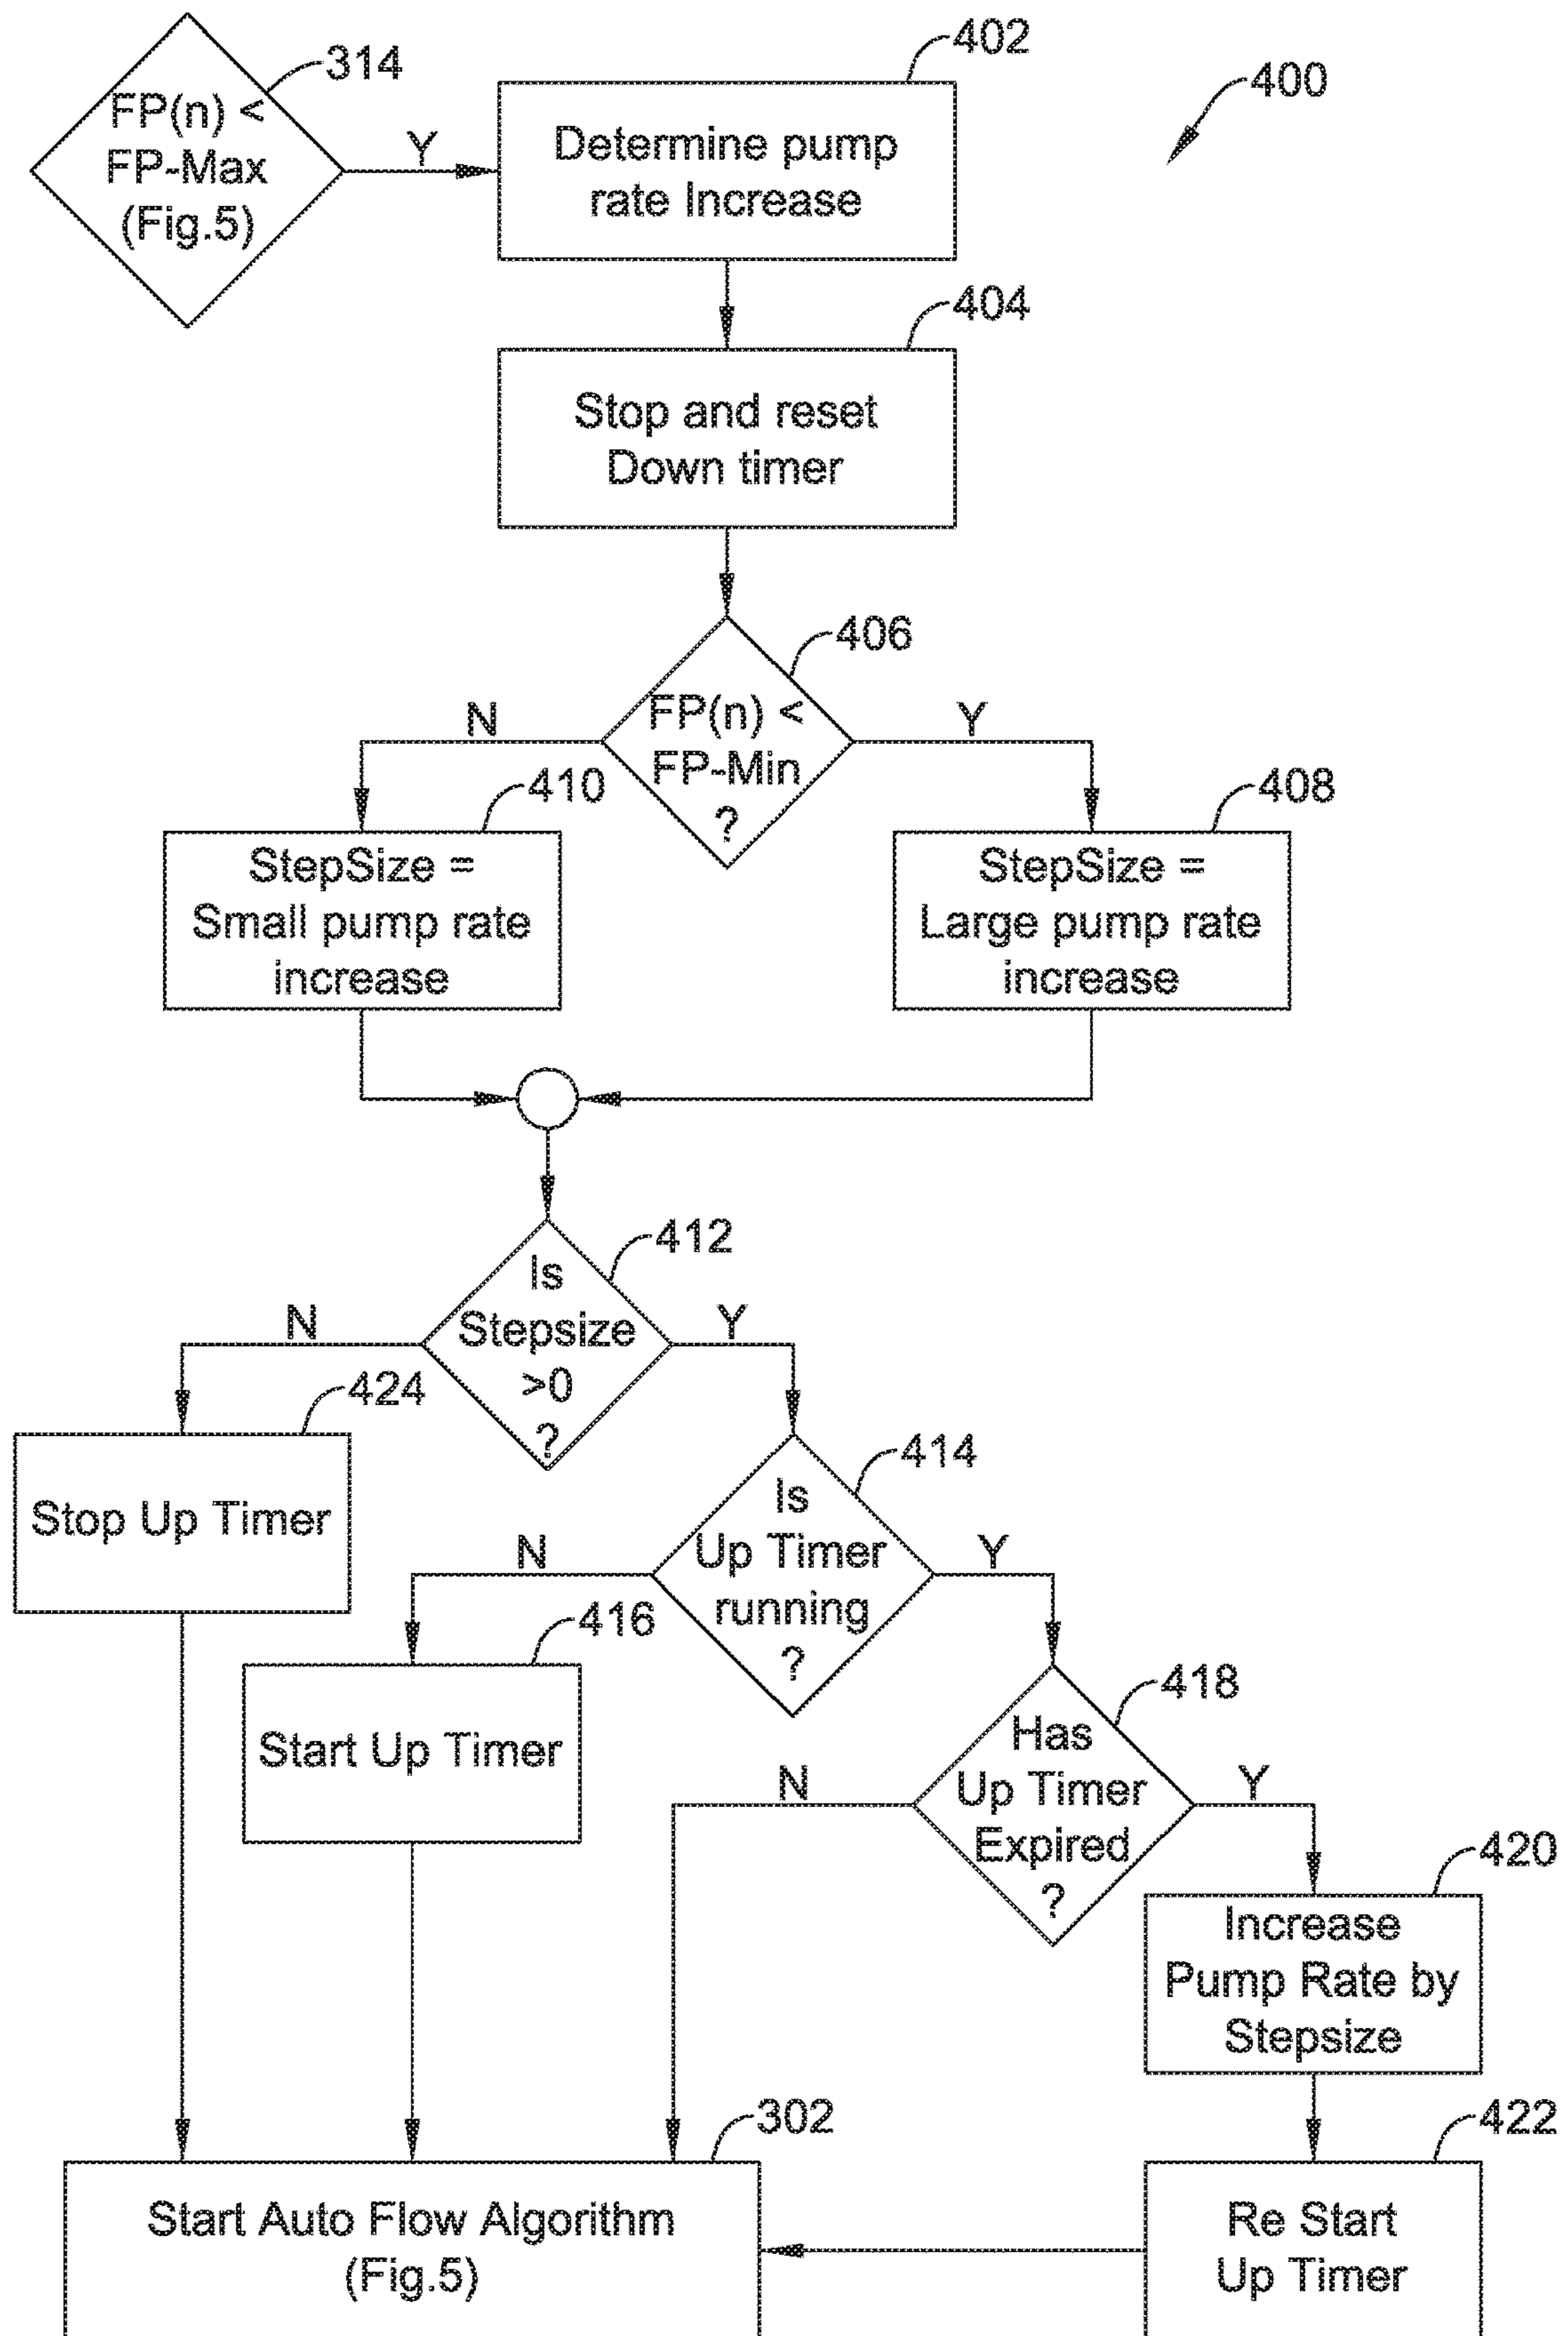 314
FP(n) <
FP-Max
(Fig.5)
Y
402
Determine pump
rate Increase
400
404
Stop and reset
Down timer
406
FP(n) <
FP-Min
?
N
Y
410
StepSize =
Small pump rate
increase
408
StepSize =
Large pump rate
increase
412
Is
Stepsize
>0
?
N
Y
424
Stop Up Timer
414
Is
Up Timer
running
?
N
Y
416
Start Up Timer
418
Has
Up Timer
Expired
?
N
Y
420
Increase
Pump Rate by
Stepsize
302
Start Auto Flow Algorithm
(Fig.5)
422
Re Start
Up Timer